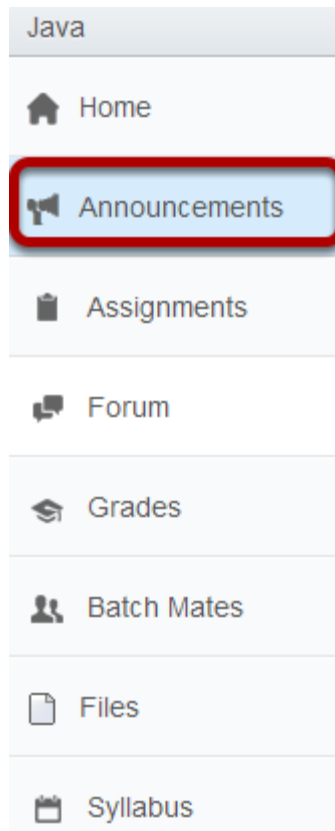 Java
Home
Announcements
Assignments
Forum
Grades
Batch Mates
Files
Syllabus